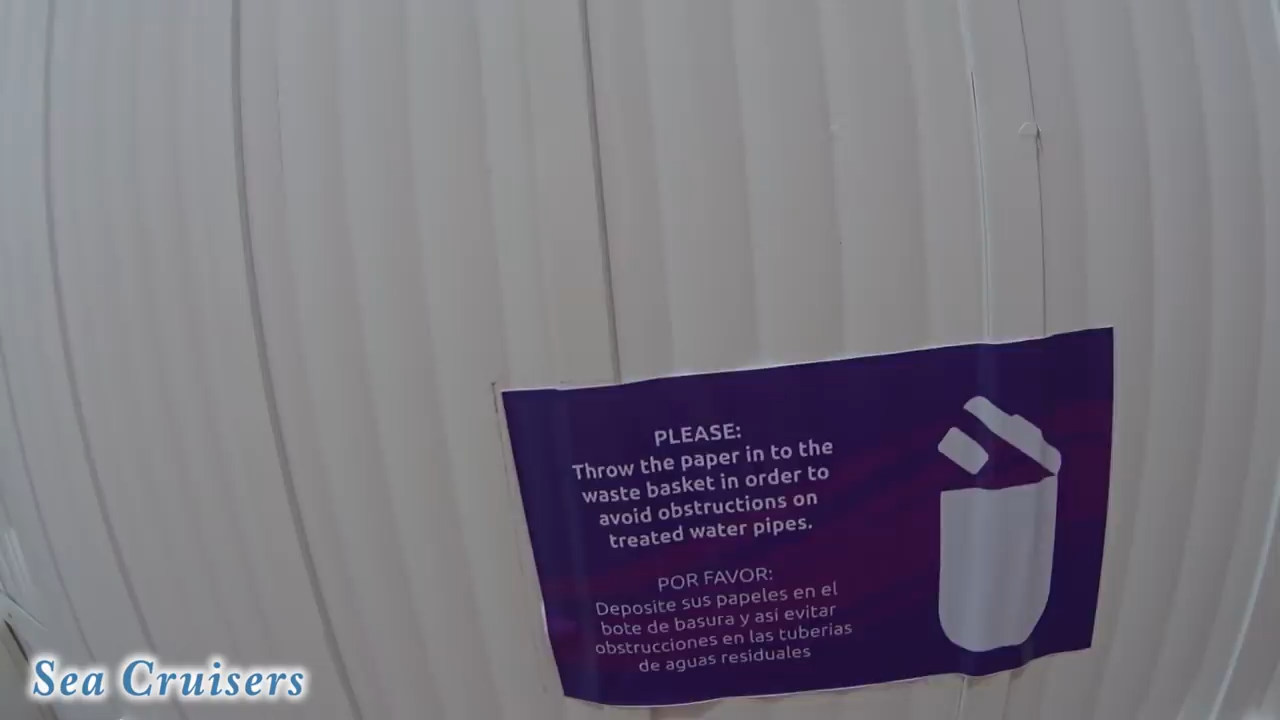 PLEASE:
Throw the paper in to the
waste basket in order to
avoid obstructions on
treated water pipes.
POR FAVOR:
Deposite sus papeles en el
bote de basura y así evitar
obstrucciones en las tuberias
de aguas residuales
Sea Cruisers